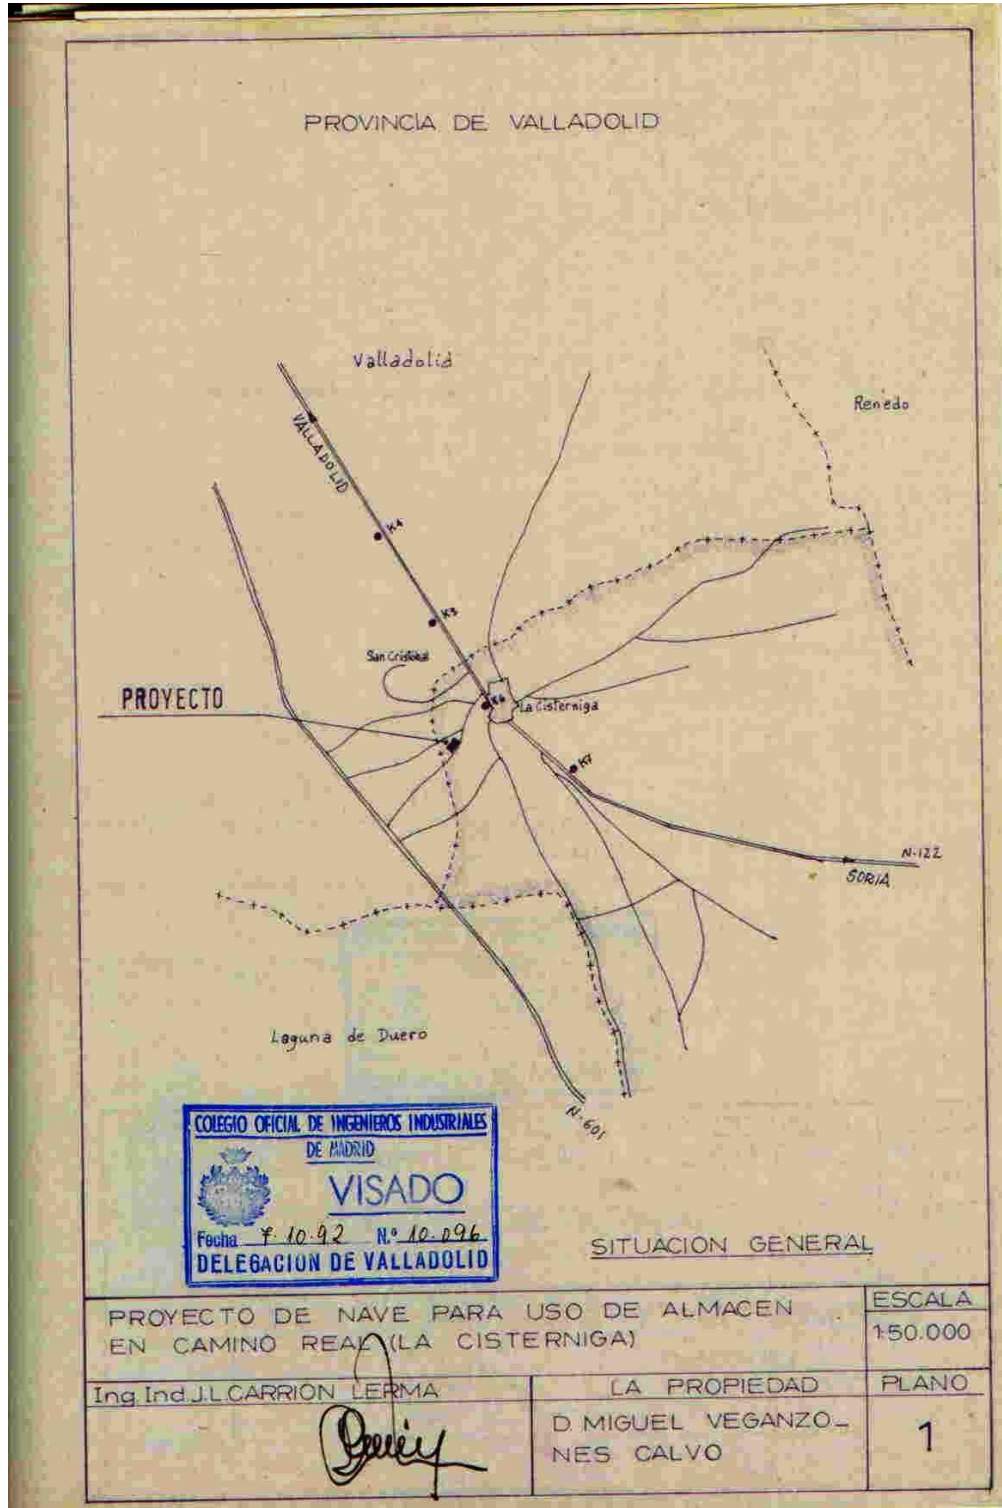 PROVINCIA DE VALLADOLID
Valladolid
Renedo
VALLADOLID
K4
K5
San Cristobal
PROYECTO
K6
La Cisterniga
K7
N-122
SORIA
Laguna de Duero
N-601
COLEGIO OFICIAL DE INGENIEROS INDUSTRIALES
DE MADRID
VISADO
Fecha 7.10.92 N.º 10.096
DELEGACION DE VALLADOLID
SITUACION GENERAL
PROYECTO DE NAVE PARA USO DE ALMACEN
EN CAMINO REAL (LA CISTERNIGA)
ESCALA
1:50.000
Ing. Ind. J.L. CARRION LERMA
LA PROPIEDAD
D. MIGUEL VEGANZO-
NES CALVO
PLANO
1